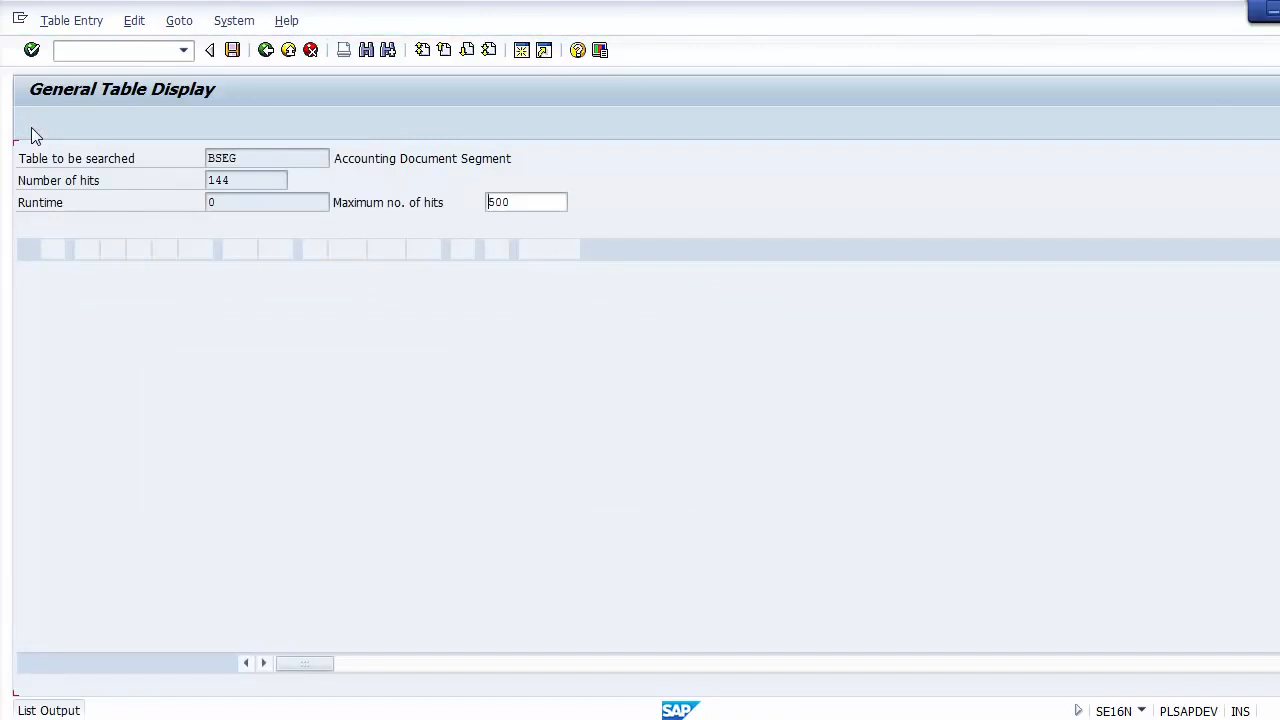 Table Entry Edit Goto System Help
General Table Display
Table to be searched BSEG Accounting Document Segment
Number of hits 144
Runtime 0 Maximum no. of hits 500
List Output SAP SE16N PLSAPDEV INS